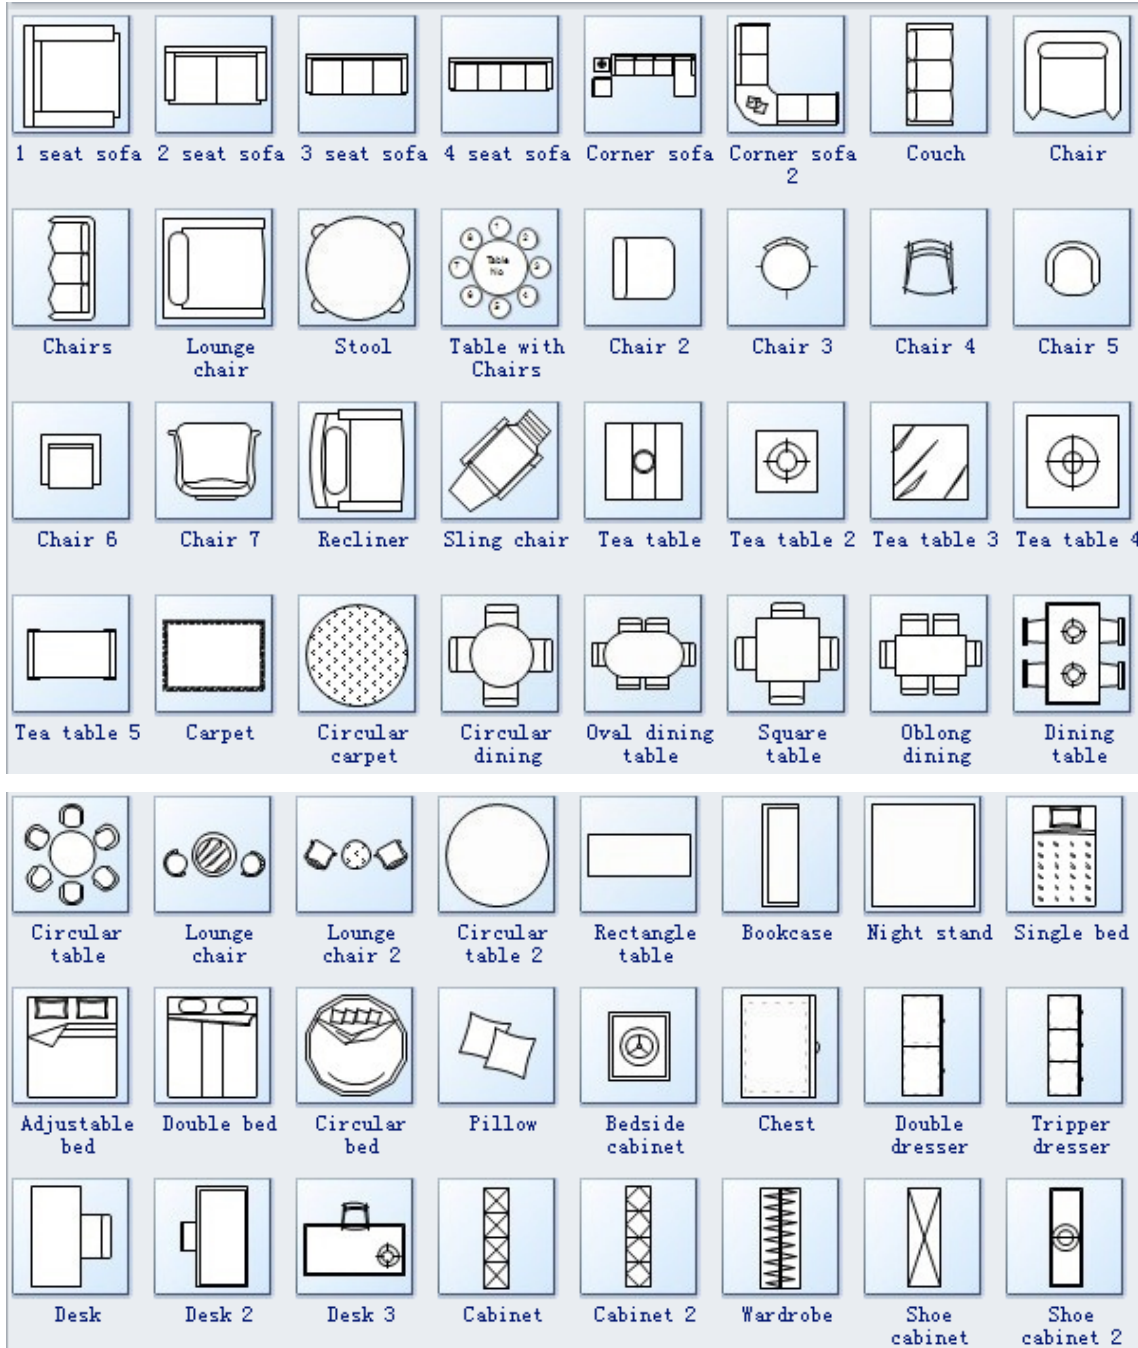 1 seat sofa 2 seat sofa 3 seat sofa 4 seat sofa Corner sofa Corner sofa 2 Couch Chair
Table No
Chairs Lounge chair Stool Table with Chairs Chair 2 Chair 3 Chair 4 Chair 5
Chair 6 Chair 7 Recliner Sling chair Tea table Tea table 2 Tea table 3 Tea table 4
Tea table 5 Carpet Circular carpet Circular dining Oval dining table Square table Oblong dining Dining table
Circular table Lounge chair Lounge chair 2 Circular table 2 Rectangle table Bookcase Night stand Single bed
Adjustable bed Double bed Circular bed Pillow Bedside cabinet Chest Double dresser Tripper dresser
Desk Desk 2 Desk 3 Cabinet Cabinet 2 Wardrobe Shoe cabinet Shoe cabinet 2